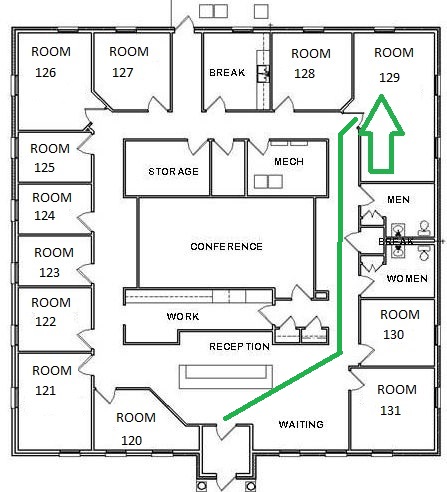 ROOM
126
ROOM
127
BREAK
ROOM
128
ROOM
129
ROOM
125
STORAGE
MECH
ROOM
124
MEN
CONFERENCE
BREAK
ROOM
123
WOMEN
ROOM
122
WORK
ROOM
130
RECEPTION
ROOM
121
ROOM
131
ROOM
120
WAITING